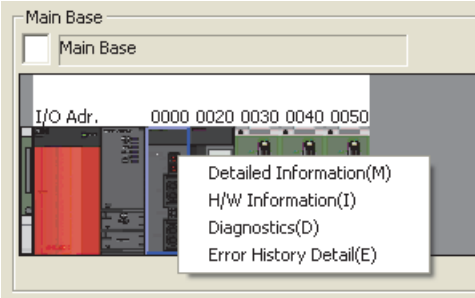 Main Base
Main Base
I/O Adr. 0000 0020 0030 0040 0050
Detailed Information(M)
H/W Information(I)
Diagnostics(D)
Error History Detail(E)